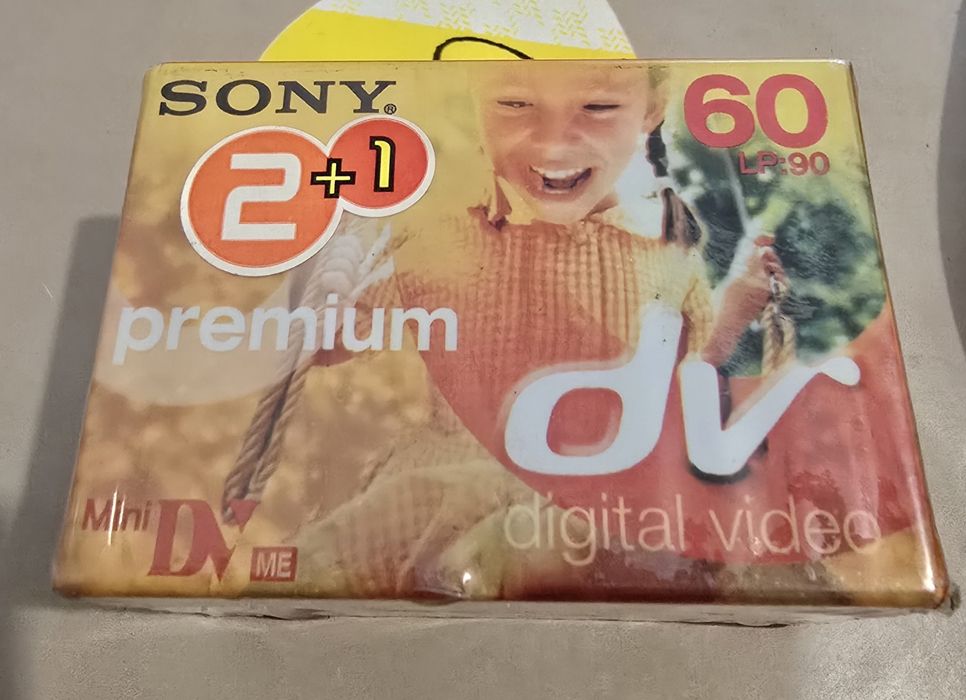 SONY®
60
LP:90
2+1
premium
dv
digital video
Mini DV ME